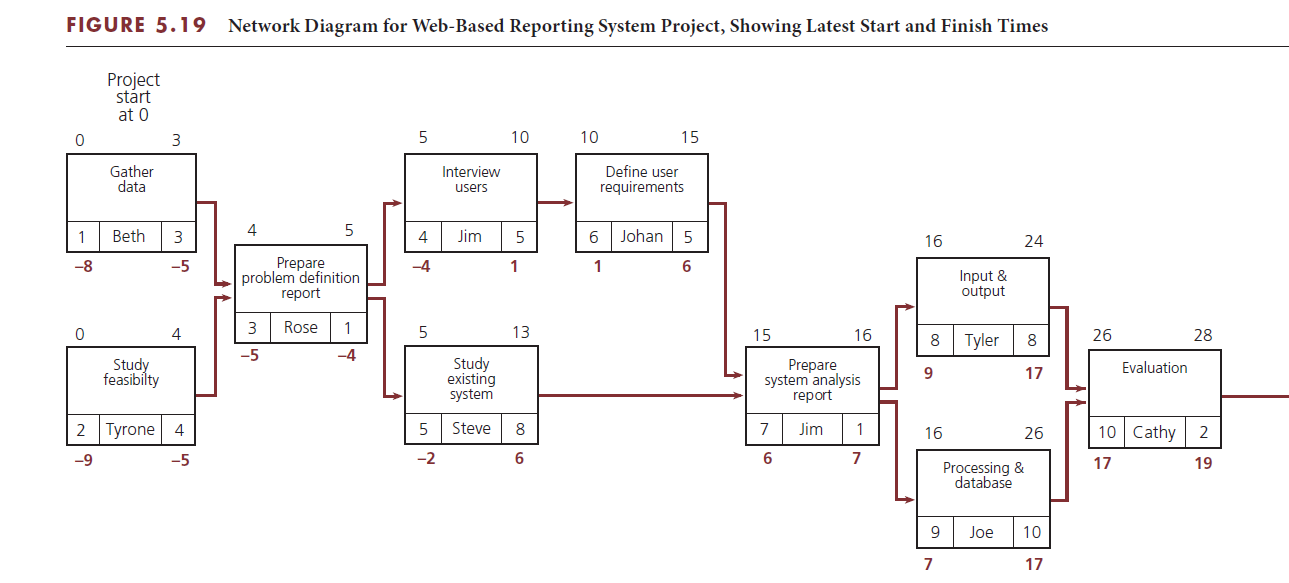 FIGURE 5.19 Network Diagram for Web-Based Reporting System Project, Showing Latest Start and Finish Times
Project
start
at 0
0 3
Gather
data
1 Beth 3
–8 –5
0 4
Study
feasibilty
2 Tyrone 4
–9 –5
4 5
Prepare
problem definition
report
3 Rose 1
–5 –4
5 10
Interview
users
4 Jim 5
–4 1
5 13
Study
existing
system
5 Steve 8
–2 6
10 15
Define user
requirements
6 Johan 5
1 6
15 16
Prepare
system analysis
report
7 Jim 1
6 7
16 24
Input &
output
8 Tyler 8
9 17
16 26
Processing &
database
9 Joe 10
7 17
26 28
Evaluation
10 Cathy 2
17 19